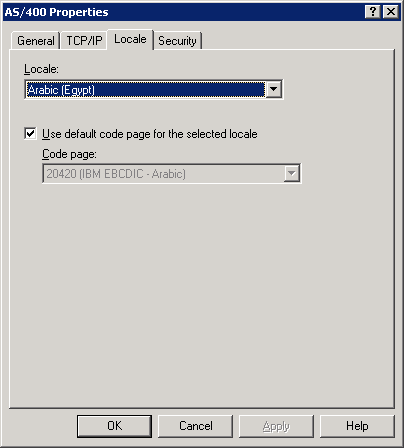 AS/400 Properties
General TCP/IP Locale Security
Locale:
Arabic (Egypt)
Use default code page for the selected locale
Code page:
20420 (IBM EBCDIC - Arabic)
OK Cancel Apply Help